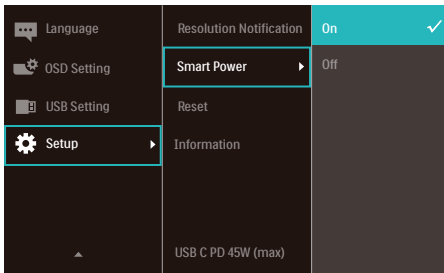 Language
OSD Setting
USB Setting
Setup
Resolution Notification
Smart Power
Reset
Information
USB C PD 45W (max)
On
Off